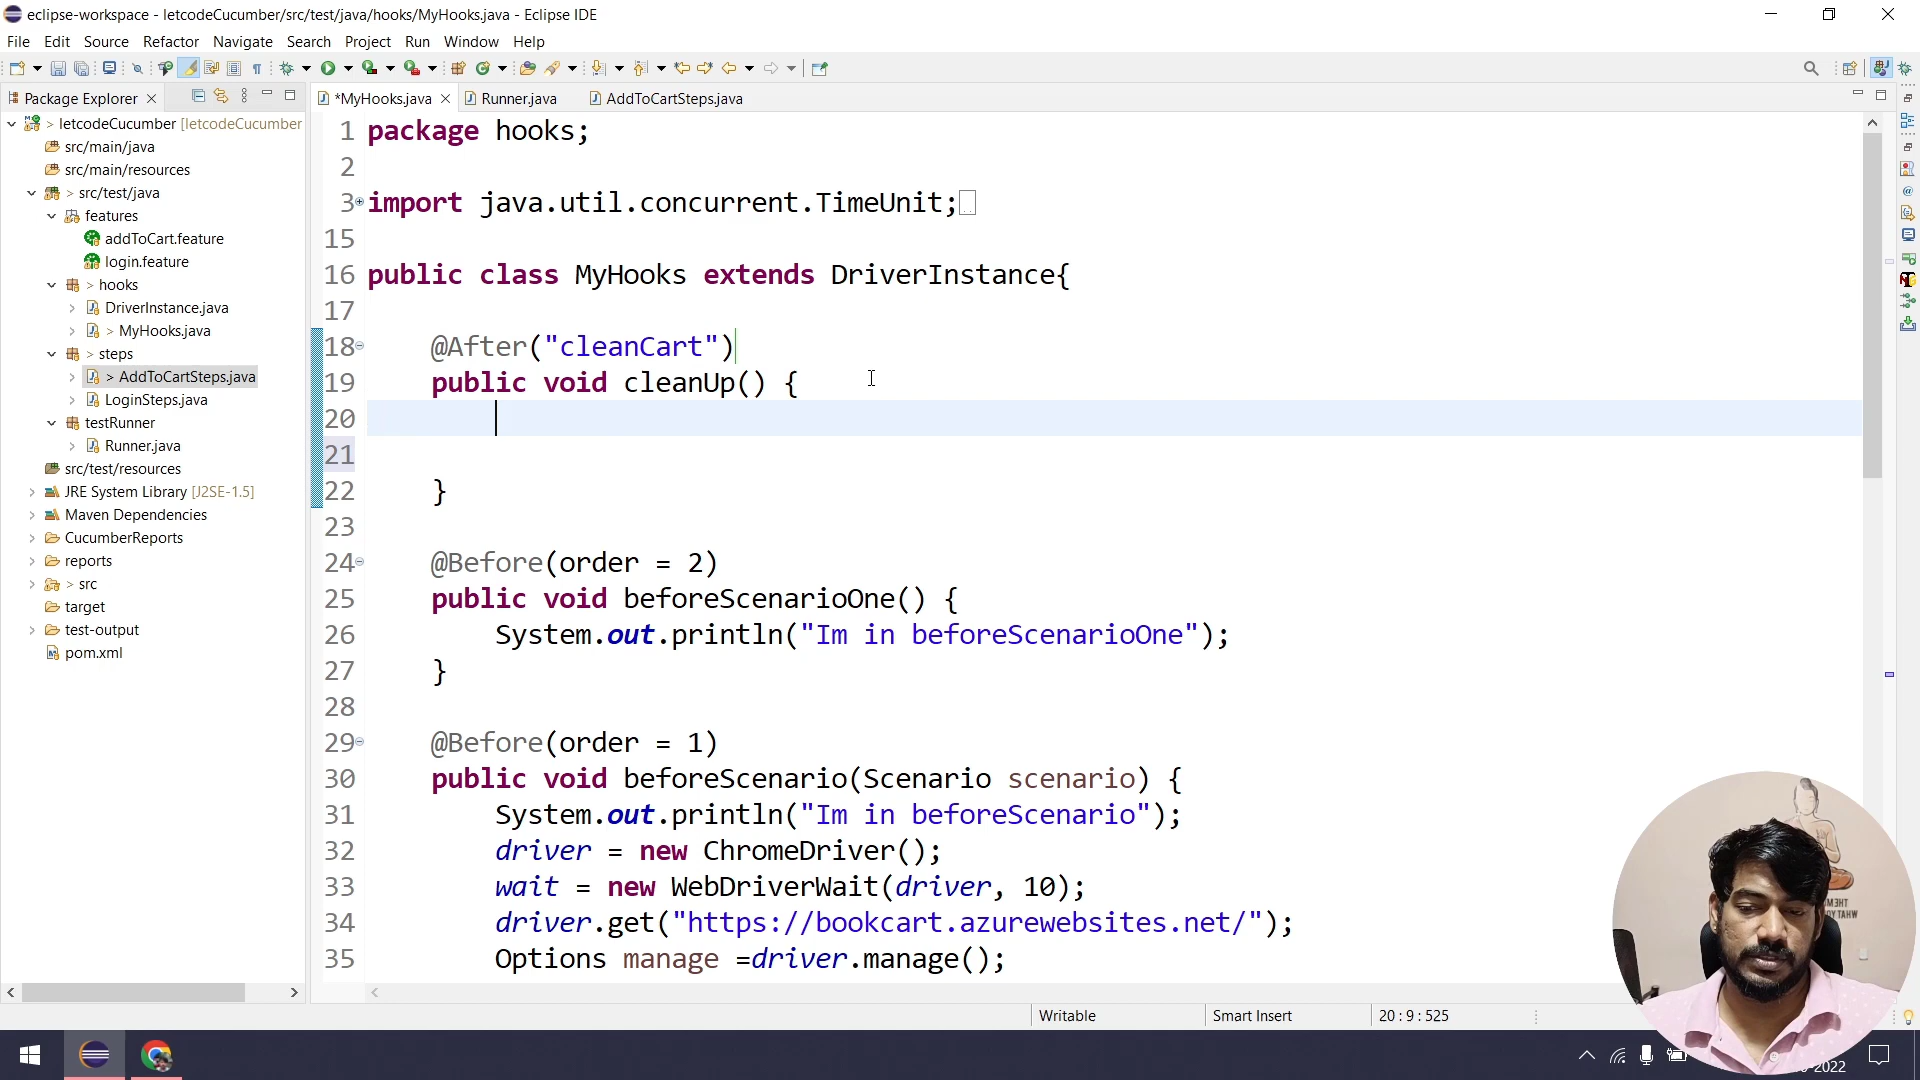 eclipse-workspace - letcodeCucumber/src/test/java/hooks/MyHooks.java - Eclipse IDE
File Edit Source Refactor Navigate Search Project Run Window Help
Package Explorer
*MyHooks.java Runner.java AddToCartSteps.java
> letcodeCucumber [letcodeCucumber
src/main/java
src/main/resources
> src/test/java
features
addToCart.feature
login.feature
> hooks
DriverInstance.java
> MyHooks.java
> steps
> AddToCartSteps.java
LoginSteps.java
testRunner
Runner.java
src/test/resources
JRE System Library [J2SE-1.5]
Maven Dependencies
CucumberReports
reports
> src
target
test-output
pom.xml
1 package hooks;
2
3 import java.util.concurrent.TimeUnit;
15
16 public class MyHooks extends DriverInstance{
17
18 @After("cleanCart")
19 public void cleanUp() {
20
21
22 }
23
24 @Before(order = 2)
25 public void beforeScenarioOne() {
26 System.out.println("Im in beforeScenarioOne");
27 }
28
29 @Before(order = 1)
30 public void beforeScenario(Scenario scenario) {
31 System.out.println("Im in beforeScenario");
32 driver = new ChromeDriver();
33 wait = new WebDriverWait(driver, 10);
34 driver.get("https://bookcart.azurewebsites.net/");
35 Options manage =driver.manage();
Writable Smart Insert 20 : 9 : 525